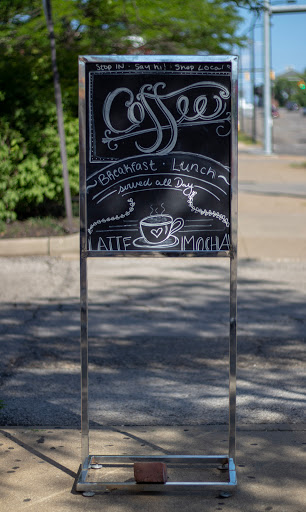 Stop IN · Say hi! · Shop Local
Coffee
Breakfast · Lunch
served all Day
LATTE MOCHA